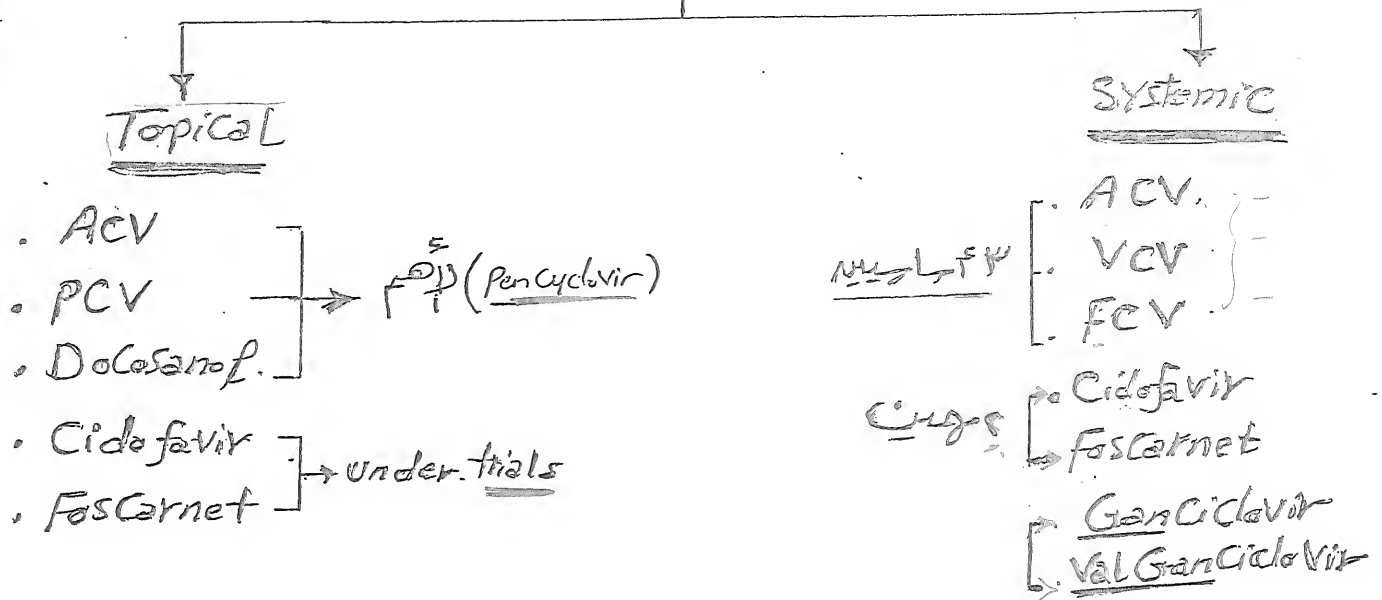 Topical
. ACV
. PCV
. Docosanol.
(Pencyclovir)
. Cidofavir
. FosCarnet
under.trials
Systemic
. ACV.
. VCV
. FCV
. Cidofavir
FosCarnet
GanCicloVir
ValGanCicloVir